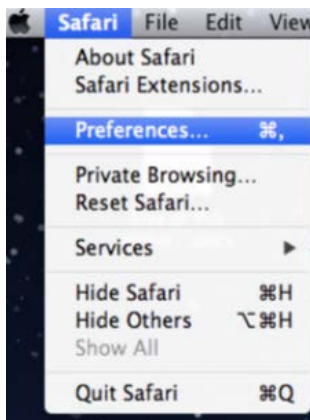 Safari File Edit View
About Safari
Safari Extensions...
Preferences... ⌘,
Private Browsing...
Reset Safari...
Services ▶
Hide Safari ⌘H
Hide Others ⌥⌘H
Show All
Quit Safari ⌘Q